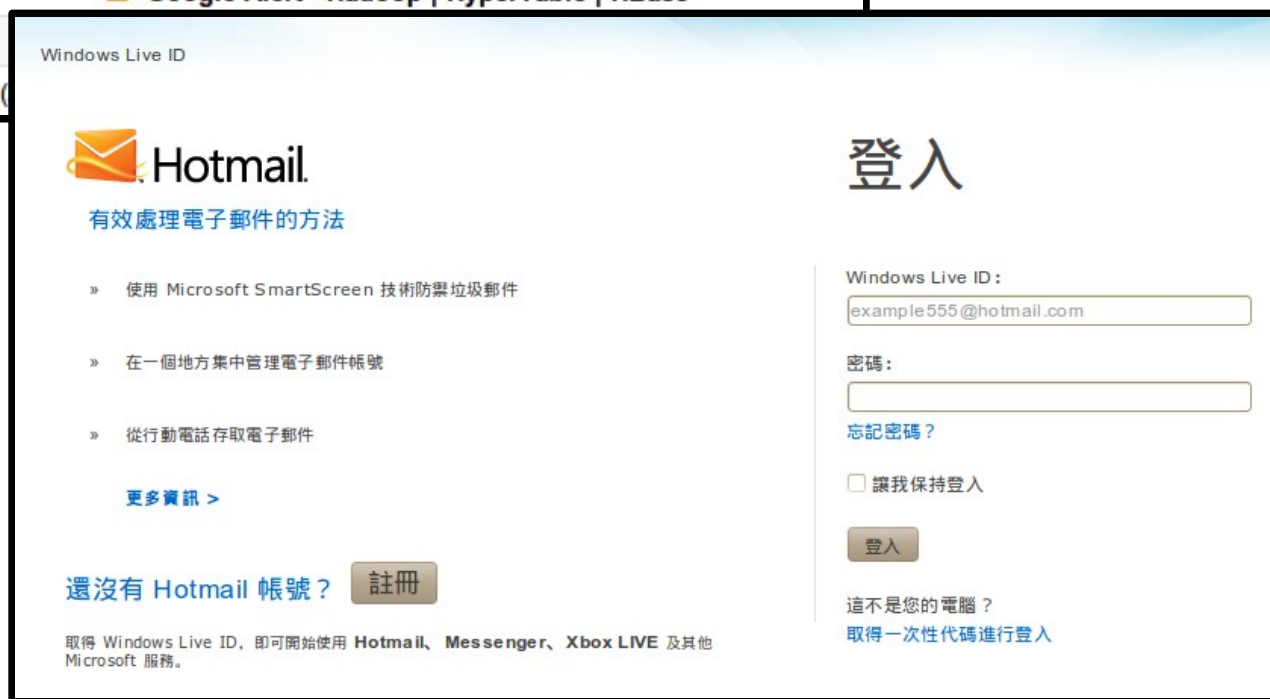 Windows Live ID
Hotmail.
有效處理電子郵件的方法
» 使用 Microsoft SmartScreen 技術防禦垃圾郵件
» 在一個地方集中管理電子郵件帳號
» 從行動電話存取電子郵件
更多資訊 >
還沒有 Hotmail 帳號？ 註冊
取得 Windows Live ID，即可開始使用 Hotmail、Messenger、Xbox LIVE 及其他
Microsoft 服務。
登入
Windows Live ID：
example555@hotmail.com
密碼：
忘記密碼？
讓我保持登入
登入
這不是您的電腦？
取得一次性代碼進行登入